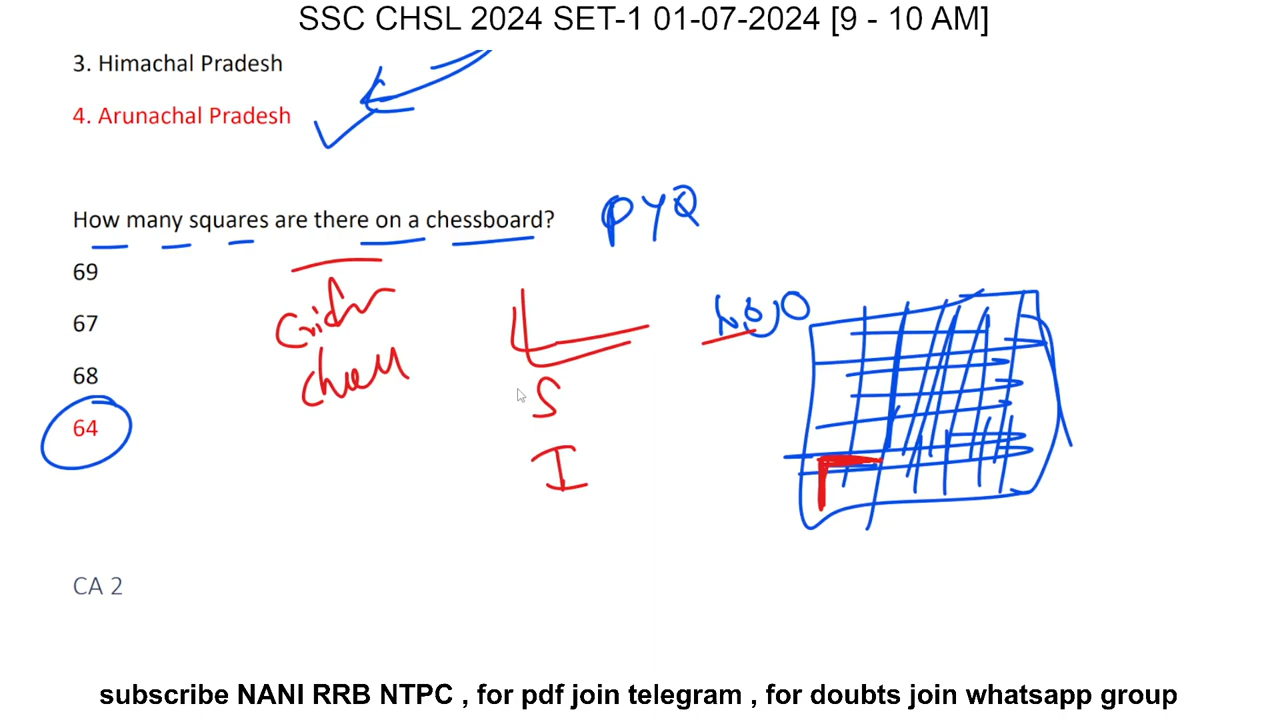 SSC CHSL 2024 SET-1 01-07-2024 [9 - 10 AM]
3. Himachal Pradesh
4. Arunachal Pradesh
How many squares are there on a chessboard?
PYQ
69
67
68
64
S
I
CA 2
subscribe NANI RRB NTPC , for pdf join telegram , for doubts join whatsapp group